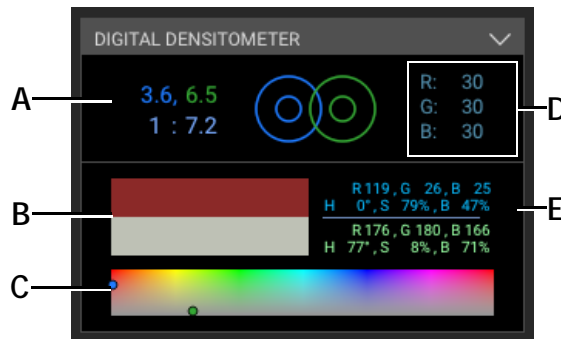 DIGITAL DENSITOMETER
A
3.6, 6.5
1 : 7.2
R: 30
G: 30
B: 30
D
B
R 119 , G 26 , B 25
H 0° , S 79% , B 47%
R 176 , G 180 , B 166
H 77° , S 8% , B 71%
E
C